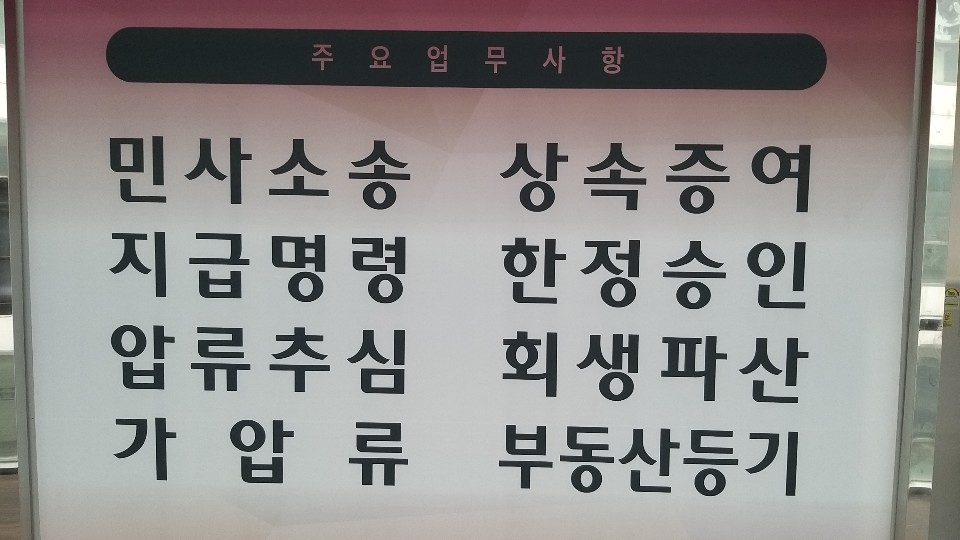 주요업무사항
민사소송 상속증여
지급명령 한정승인
압류추심 회생파산
가압류 부동산등기